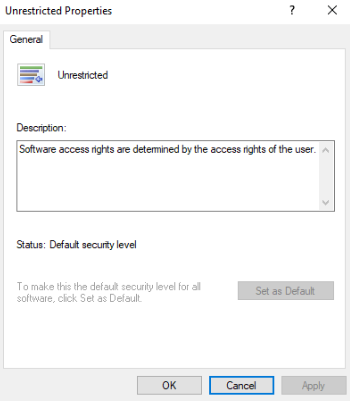 Unrestricted Properties ? ×
General
Unrestricted
Description:
Software access rights are determined by the access rights of the user.
Status: Default security level
To make this the default security level for all
software, click Set as Default.
Set as Default
OK Cancel Apply